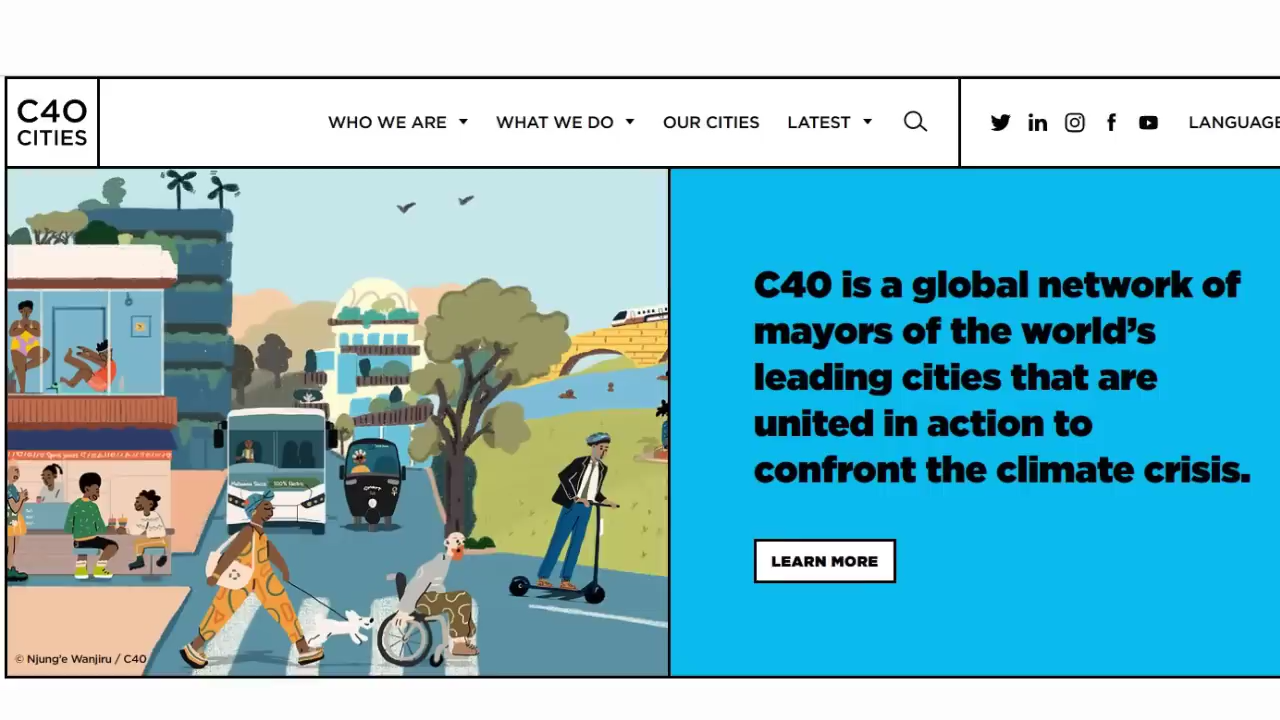 C40
CITIES
WHO WE ARE
WHAT WE DO
OUR CITIES
LATEST
LANGUAGE
C40 is a global network of
mayors of the world's
leading cities that are
united in action to
confront the climate crisis.
LEARN MORE
100% Electric
© Njung'e Wanjiru / C40